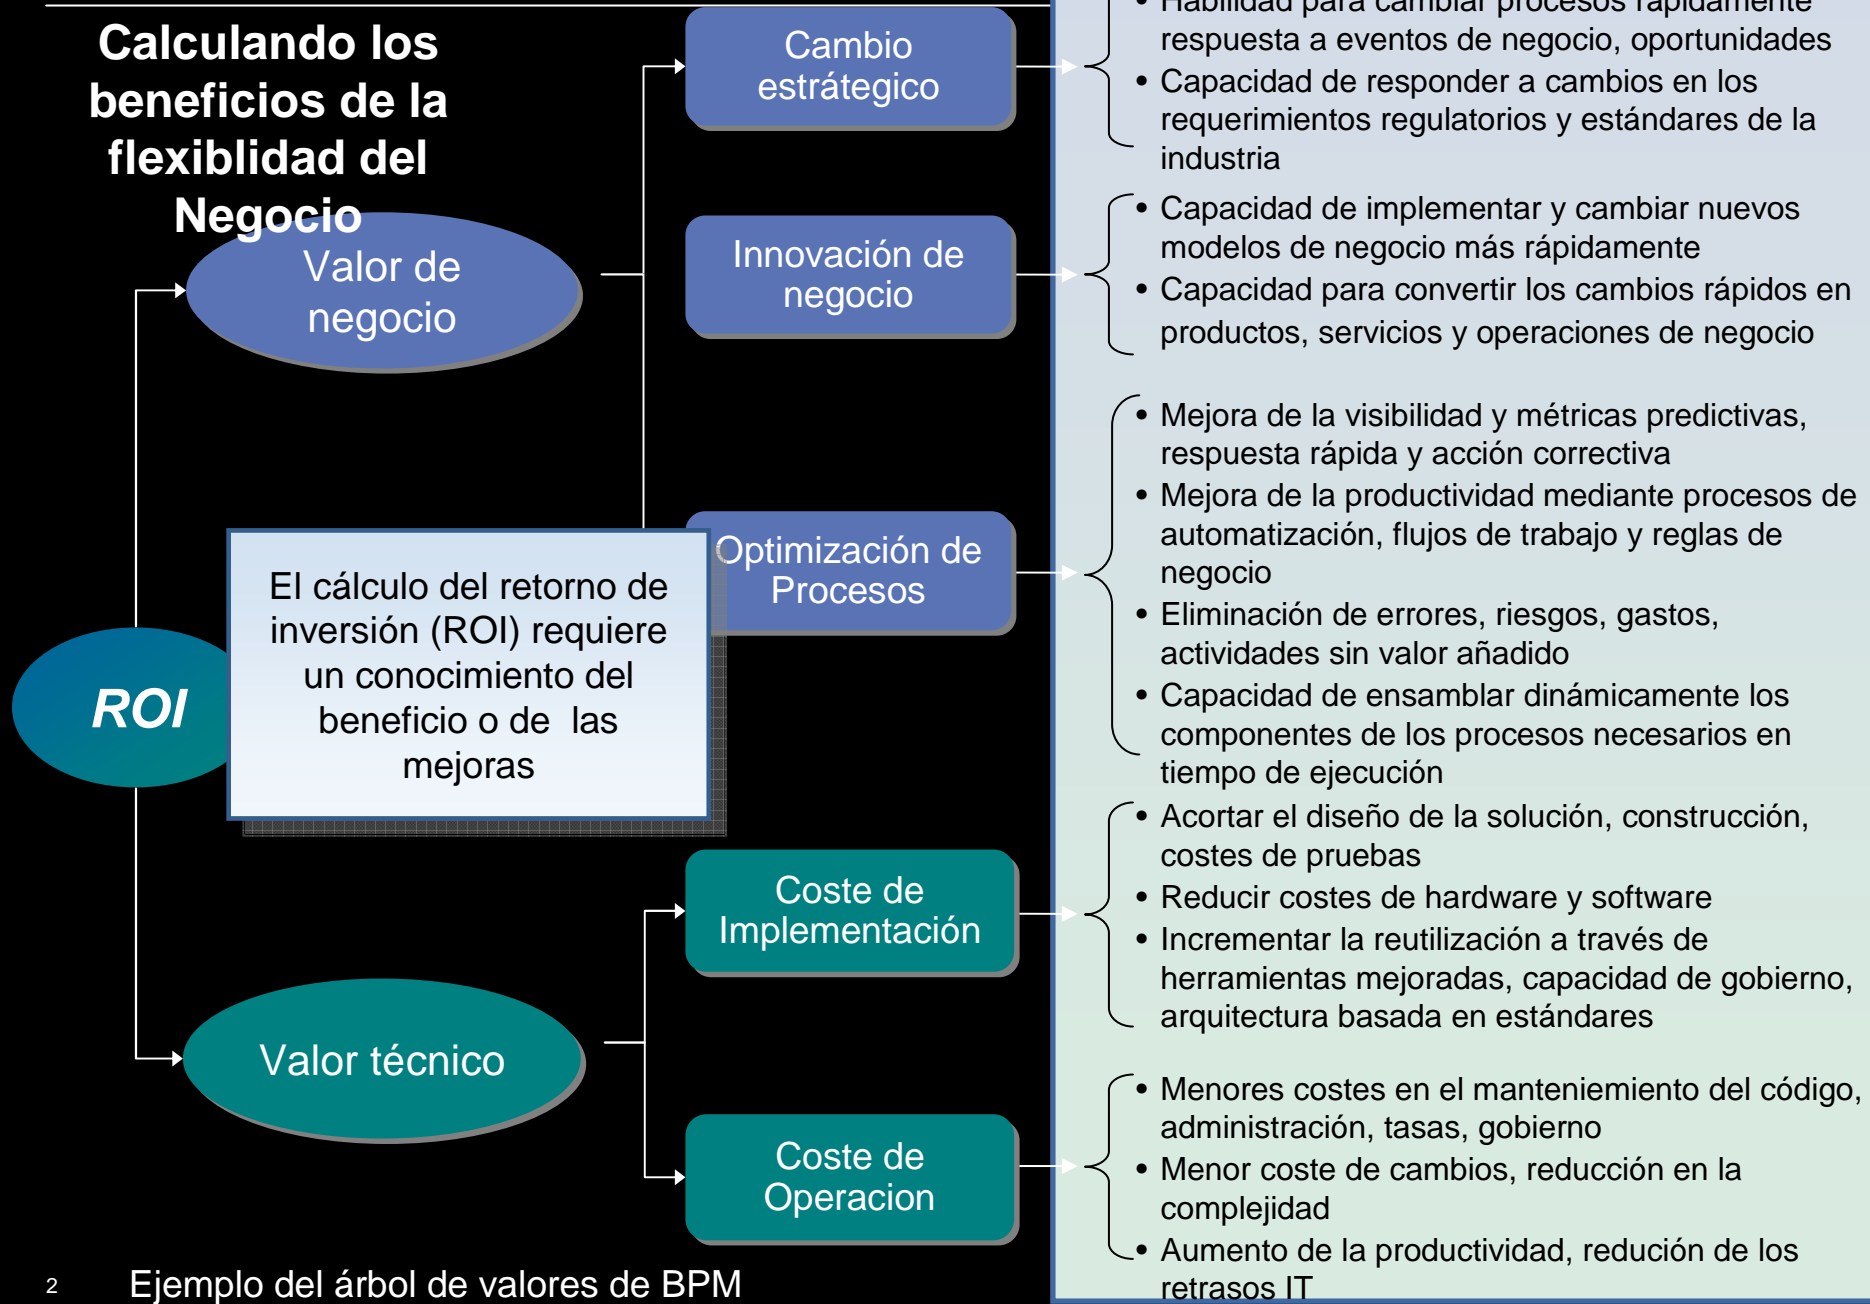 Calculando los
beneficios de la
flexiblidad del
Negocio
Valor de
negocio
ROI
El cálculo del retorno de
inversión (ROI) requiere
un conocimiento del
beneficio o de las
mejoras
Valor técnico
Cambio
estrátegico
Innovación de
negocio
Optimización de
Procesos
Coste de
Implementación
Coste de
Operacion
• Habilidad para cambiar procesos rápidamente
respuesta a eventos de negocio, oportunidades
• Capacidad de responder a cambios en los
requerimientos regulatorios y estándares de la
industria
• Capacidad de implementar y cambiar nuevos
modelos de negocio más rápidamente
• Capacidad para convertir los cambios rápidos en
productos, servicios y operaciones de negocio
• Mejora de la visibilidad y métricas predictivas,
respuesta rápida y acción correctiva
• Mejora de la productividad mediante procesos de
automatización, flujos de trabajo y reglas de
negocio
• Eliminación de errores, riesgos, gastos,
actividades sin valor añadido
• Capacidad de ensamblar dinámicamente los
componentes de los procesos necesarios en
tiempo de ejecución
• Acortar el diseño de la solución, construcción,
costes de pruebas
• Reducir costes de hardware y software
• Incrementar la reutilización a través de
herramientas mejoradas, capacidad de gobierno,
arquitectura basada en estándares
• Menores costes en el manteniemiento del código,
administración, tasas, gobierno
• Menor coste de cambios, reducción en la
complejidad
• Aumento de la productividad, redución de los
retrasos IT
2
Ejemplo del árbol de valores de BPM